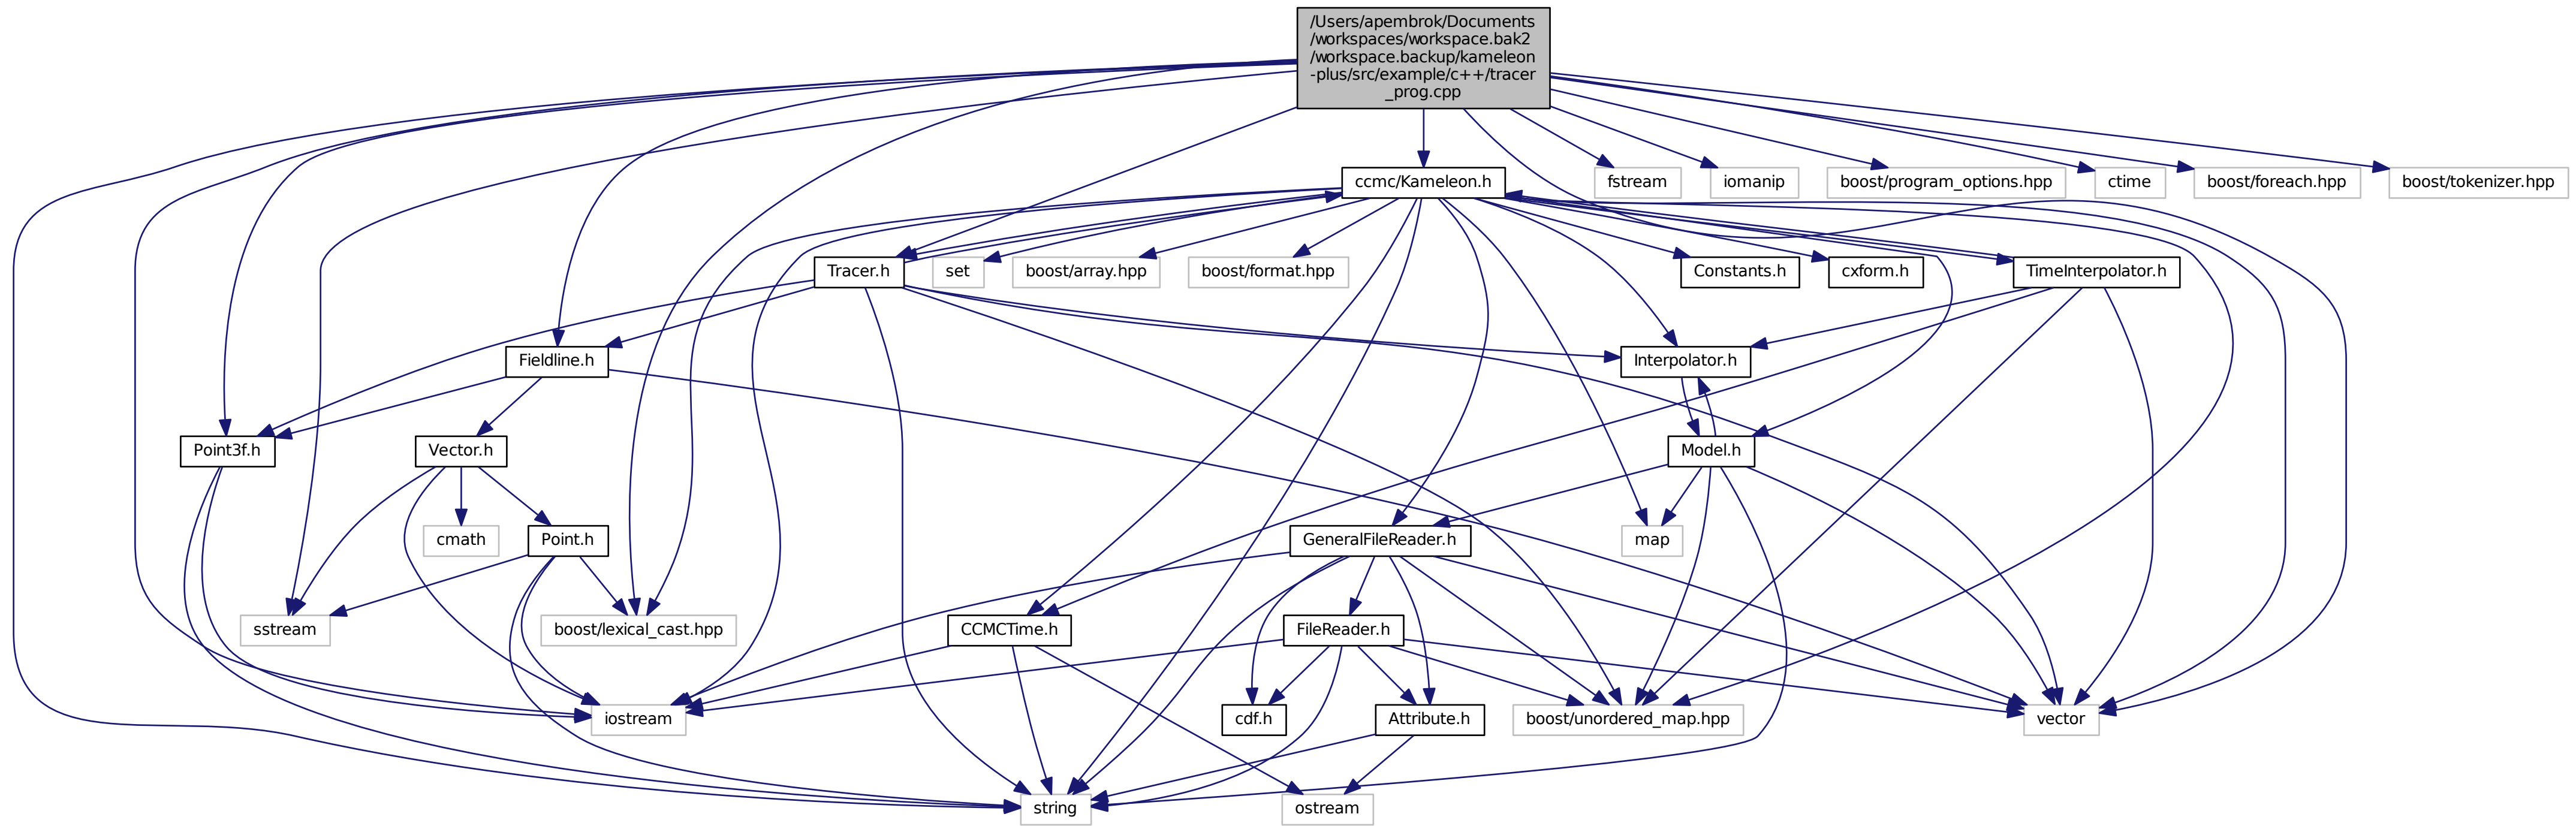 /Users/apembrok/Documents
/workspaces/workspace.bak2
/workspace.backup/kameleon
-plus/src/example/c++/tracer
_prog.cpp
ccmc/Kameleon.h
fstream
iomanip
boost/program_options.hpp
ctime
boost/foreach.hpp
boost/tokenizer.hpp
Tracer.h
set
boost/array.hpp
boost/format.hpp
Constants.h
cxform.h
TimeInterpolator.h
Fieldline.h
Interpolator.h
Point3f.h
Vector.h
Model.h
cmath
Point.h
GeneralFileReader.h
map
sstream
boost/lexical_cast.hpp
CCMCTime.h
FileReader.h
iostream
cdf.h
Attribute.h
boost/unordered_map.hpp
vector
string
ostream